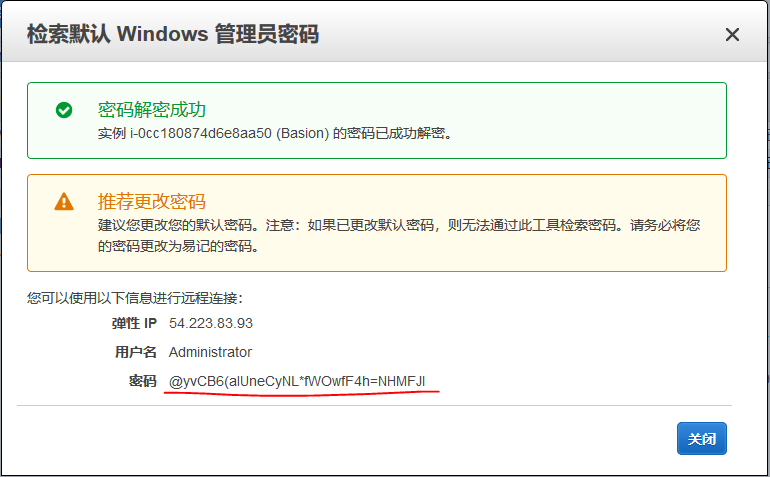 检索默认 Windows 管理员密码
密码解密成功
实例 i-0cc180874d6e8aa50 (Basion) 的密码已成功解密。
推荐更改密码
建议您更改您的默认密码。注意：如果已更改默认密码，则无法通过此工具检索密码。请务必将您
的密码更改为易记的密码。
您可以使用以下信息进行远程连接：
弹性 IP 54.223.83.93
用户名 Administrator
密码 @yvCB6(alUneCyNL*fWOwfF4h=NHMFJl
关闭